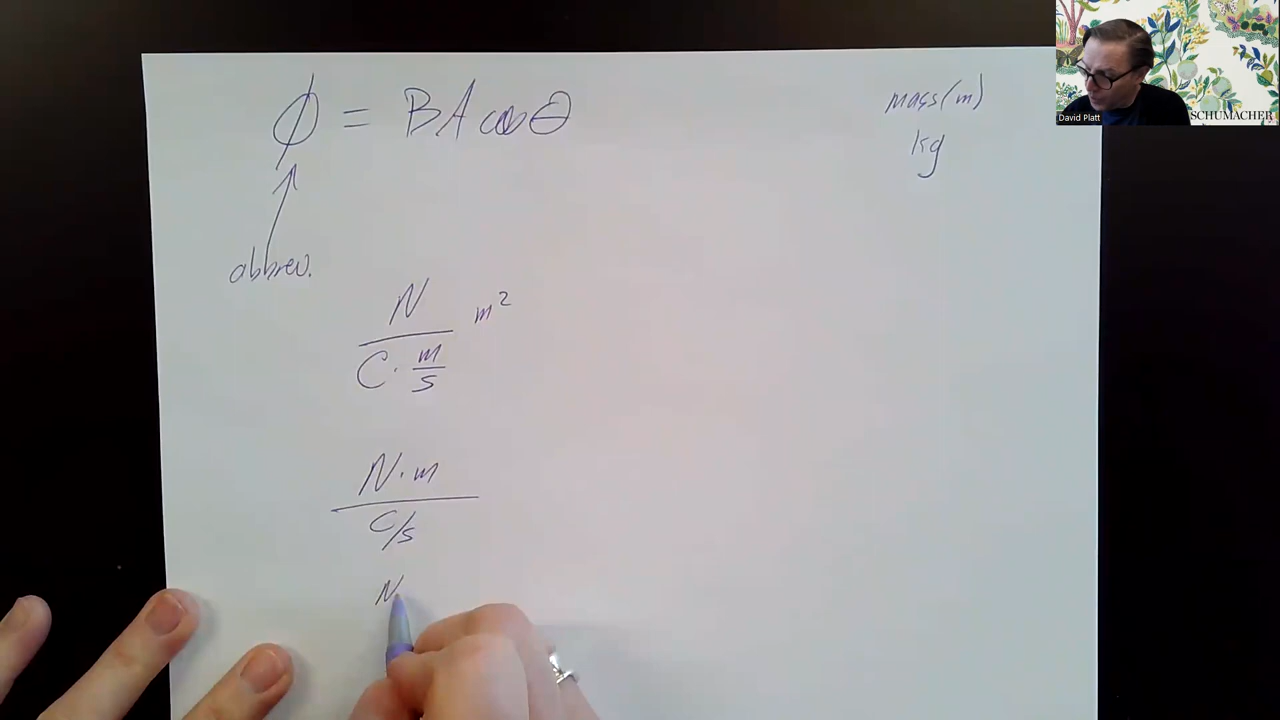 ϕ = BA cos θ
mass (m)
kg
abbrev.
N
m²
C · m/s
N · m
C/s
N
David Platt
SCHUMACHER